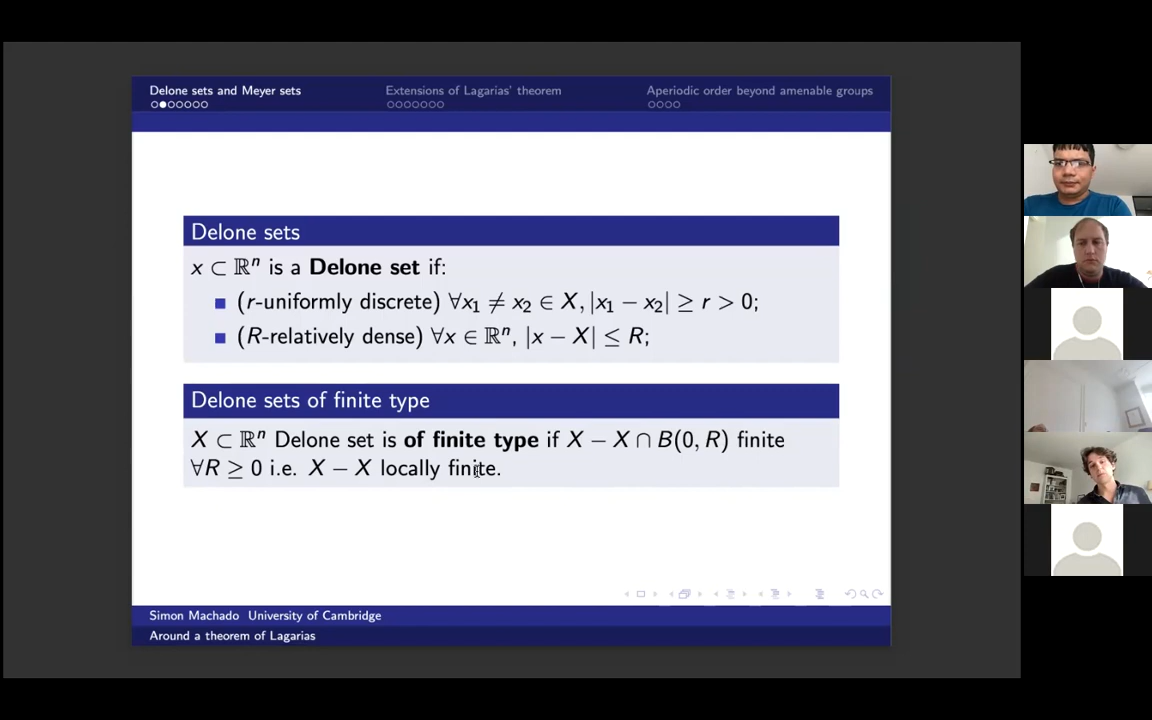 Delone sets and Meyer sets
Extensions of Lagarias' theorem
Aperiodic order beyond amenable groups
Delone sets
x ⊂ ℝⁿ is a Delone set if:
(r-uniformly discrete) ∀x₁ ≠ x₂ ∈ X, |x₁ − x₂| ≥ r > 0;
(R-relatively dense) ∀x ∈ ℝⁿ, |x − X| ≤ R;
Delone sets of finite type
X ⊂ ℝⁿ Delone set is of finite type if X − X ∩ B(0, R) finite
∀R ≥ 0 i.e. X − X locally finite.
Simon Machado University of Cambridge
Around a theorem of Lagarias